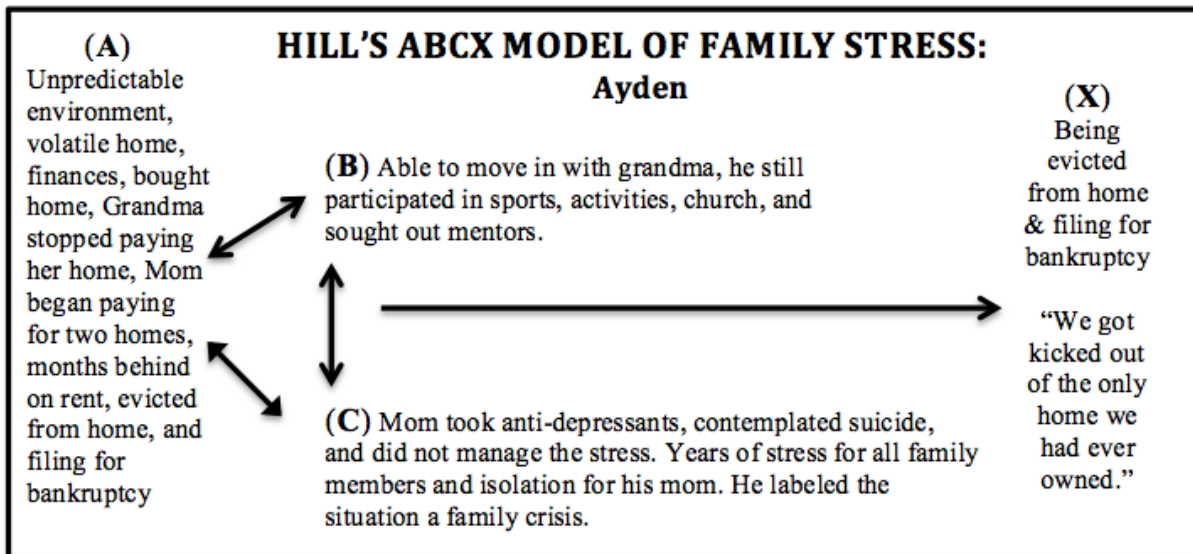 HILL'S ABCX MODEL OF FAMILY STRESS:
Ayden
(A)
Unpredictable
environment,
volatile home,
finances, bought
home, Grandma
stopped paying
her home, Mom
began paying
for two homes,
months behind
on rent, evicted
from home, and
filing for
bankruptcy
(B) Able to move in with grandma, he still
participated in sports, activities, church, and
sought out mentors.
(C) Mom took anti-depressants, contemplated suicide,
and did not manage the stress. Years of stress for all family
members and isolation for his mom. He labeled the
situation a family crisis.
(X)
Being
evicted
from home
& filing for
bankruptcy
“We got
kicked out
of the only
home we
had ever
owned.”